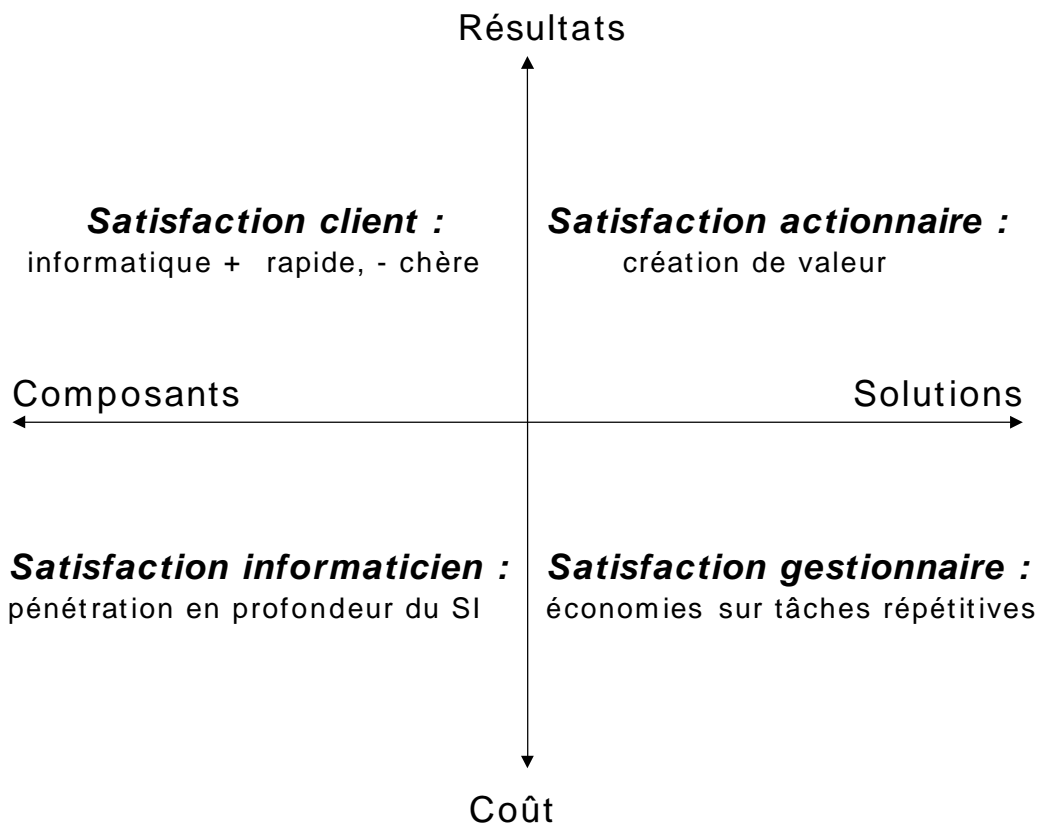 Résultats
Satisfaction client :
informatique + rapide, - chère
Satisfaction actionnaire :
création de valeur
Composants
Solutions
Satisfaction informaticien :
pénétration en profondeur du SI
Satisfaction gestionnaire :
économies sur tâches répétitives
Coût